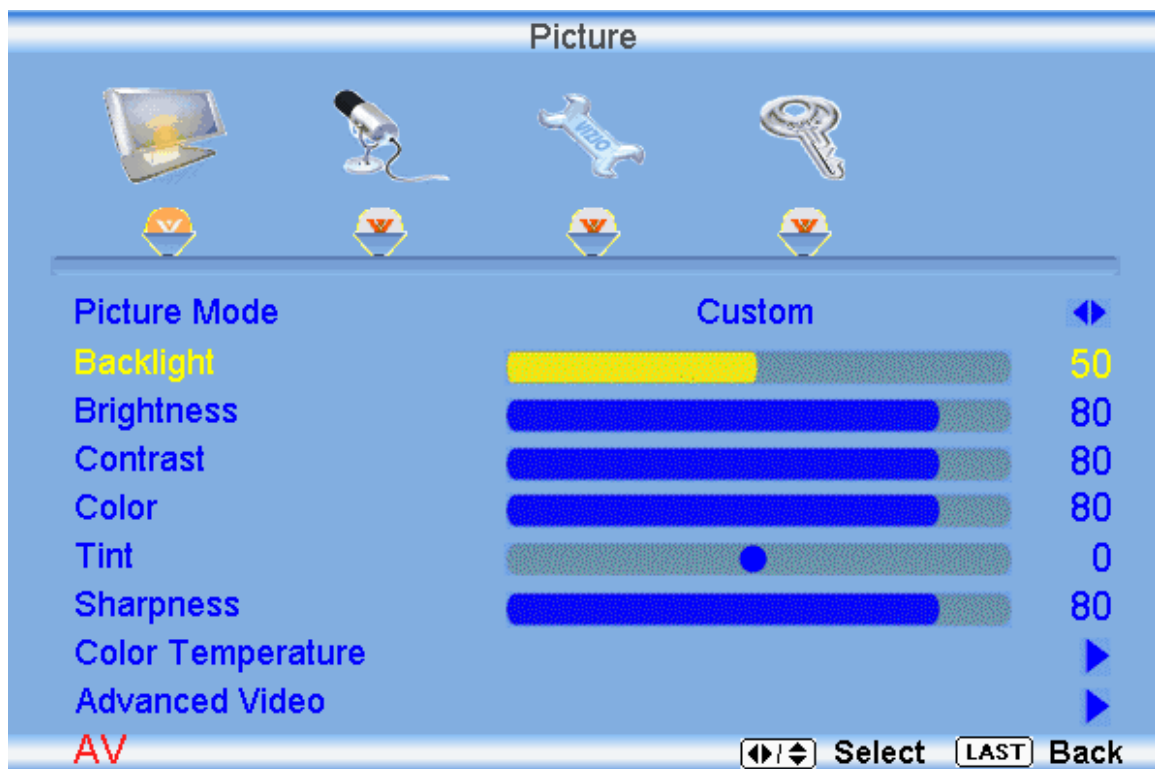 Picture
VIZIO
Picture Mode Custom
Backlight 50
Brightness 80
Contrast 80
Color 80
Tint 0
Sharpness 80
Color Temperature
Advanced Video
AV / Select LAST Back